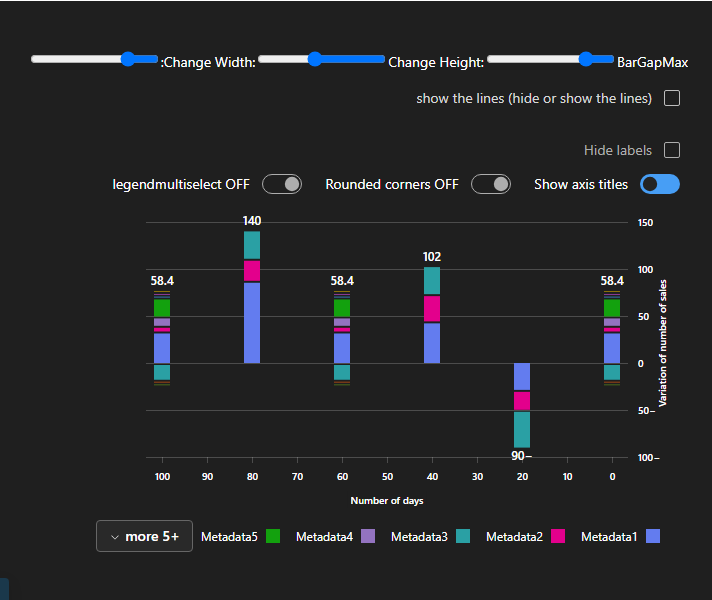 :Change Width: Change Height: BarGapMax
show the lines (hide or show the lines)
Hide labels
legendmultiselect OFF Rounded corners OFF Show axis titles
140 150
58.4 58.4 102 58.4 100
50
0
50–
90– 100–
Variation of number of sales
100 90 80 70 60 50 40 30 20 10 0
Number of days
more 5+ Metadata5 Metadata4 Metadata3 Metadata2 Metadata1